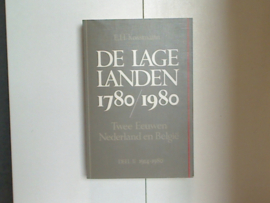 DE LAGE
LANDEN
1780/1980
Twee Eeuwen
Nederland en België